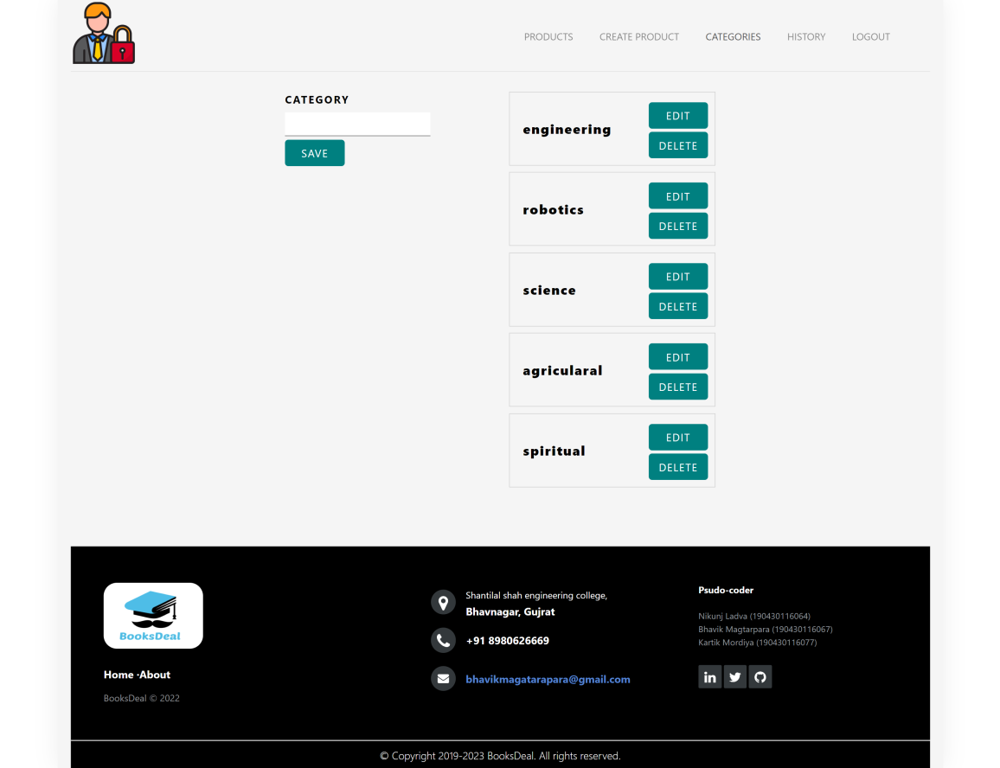 PRODUCTS CREATE PRODUCT CATEGORIES HISTORY LOGOUT
CATEGORY
SAVE
engineering
EDIT
DELETE
robotics
EDIT
DELETE
science
EDIT
DELETE
agricularal
EDIT
DELETE
spiritual
EDIT
DELETE
BooksDeal
Home ·About
BooksDeal © 2022
Shantilal shah engineering college,
Bhavnagar, Gujrat
+91 8980626669
bhavikmagatarapara@gmail.com
Psudo-coder
Nikunj Ladva (190430116064)
Bhavik Magtarpara (190430116067)
Kartik Mordiya (190430116077)
in
© Copyright 2019-2023 BooksDeal. All rights reserved.